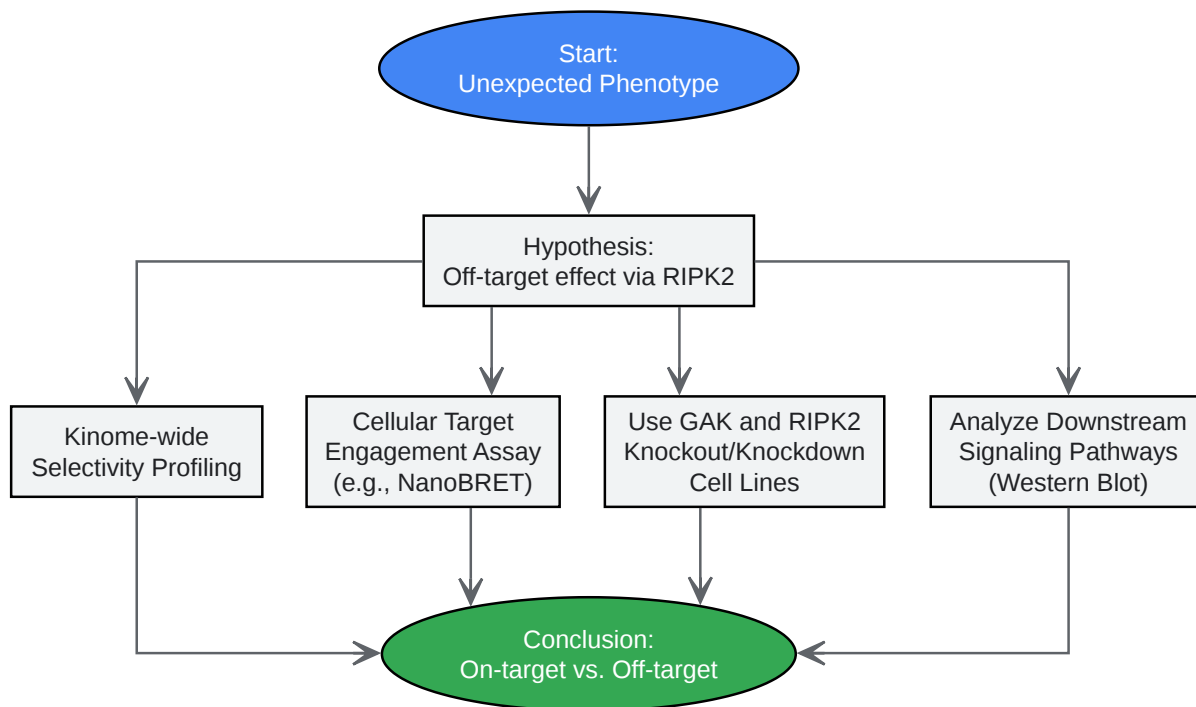 Start:
Unexpected Phenotype
Hypothesis:
Off-target effect via RIPK2
Kinome-wide
Selectivity Profiling
Cellular Target
Engagement Assay
(e.g., NanoBRET)
Use GAK and RIPK2
Knockout/Knockdown
Cell Lines
Analyze Downstream
Signaling Pathways
(Western Blot)
Conclusion:
On-target vs. Off-target